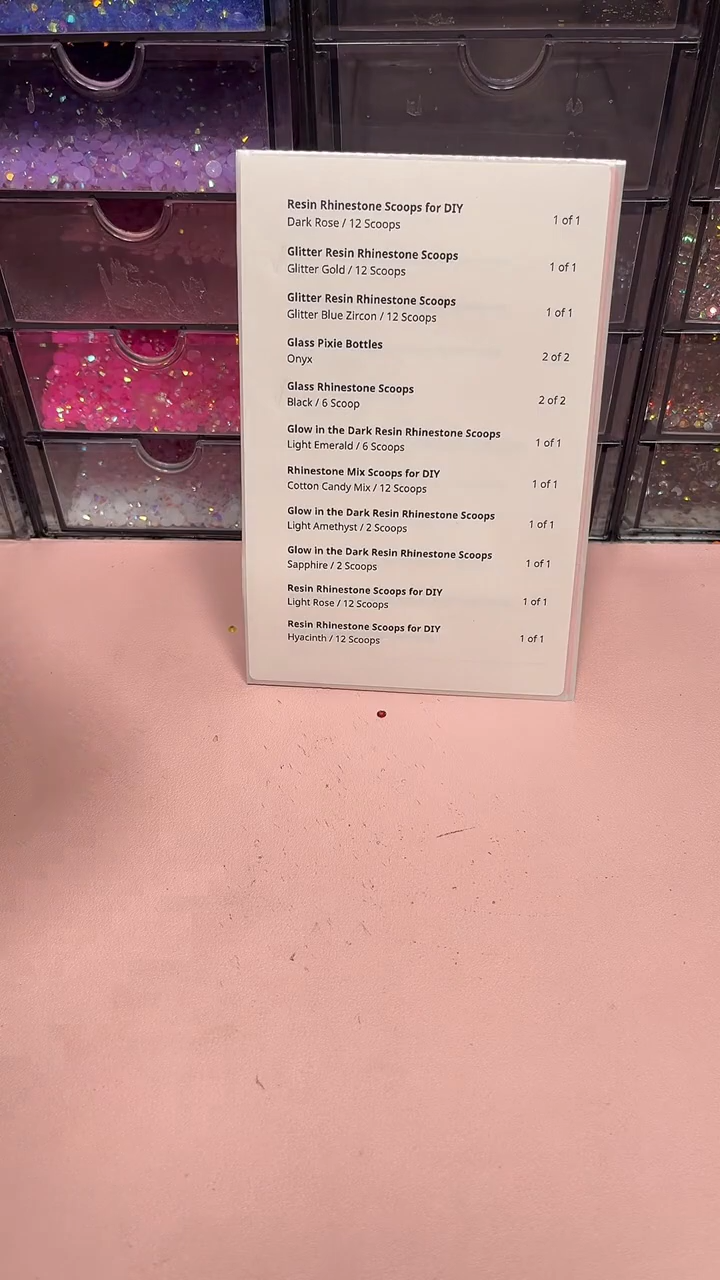 Resin Rhinestone Scoops for DIY
Dark Rose / 12 Scoops 1 of 1
Glitter Resin Rhinestone Scoops
Glitter Gold / 12 Scoops 1 of 1
Glitter Resin Rhinestone Scoops
Glitter Blue Zircon / 12 Scoops 1 of 1
Glass Pixie Bottles
Onyx 2 of 2
Glass Rhinestone Scoops
Black / 6 Scoop 2 of 2
Glow in the Dark Resin Rhinestone Scoops
Light Emerald / 6 Scoops 1 of 1
Rhinestone Mix Scoops for DIY
Cotton Candy Mix / 12 Scoops 1 of 1
Glow in the Dark Resin Rhinestone Scoops
Light Amethyst / 2 Scoops 1 of 1
Glow in the Dark Resin Rhinestone Scoops
Sapphire / 2 Scoops 1 of 1
Resin Rhinestone Scoops for DIY
Light Rose / 12 Scoops 1 of 1
Resin Rhinestone Scoops for DIY
Hyacinth / 12 Scoops 1 of 1